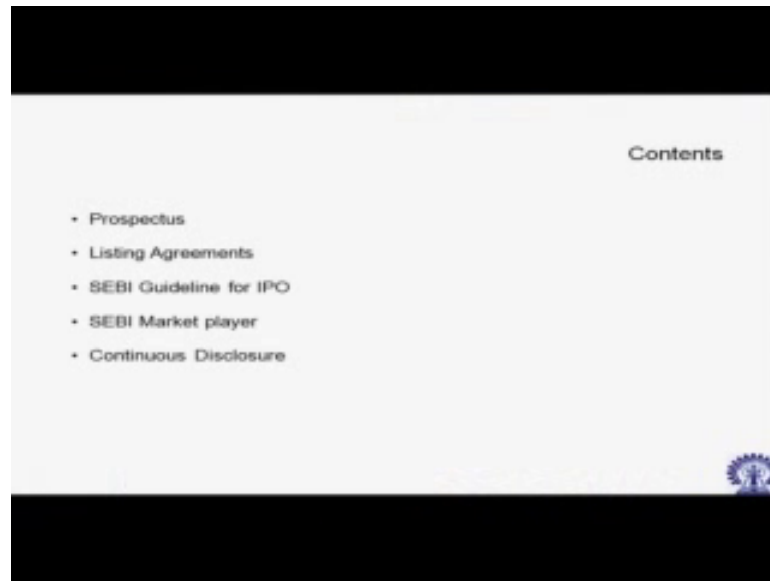 Contents
• Prospectus
• Listing Agreements
• SEBI Guideline for IPO
• SEBI Market player
• Continuous Disclosure